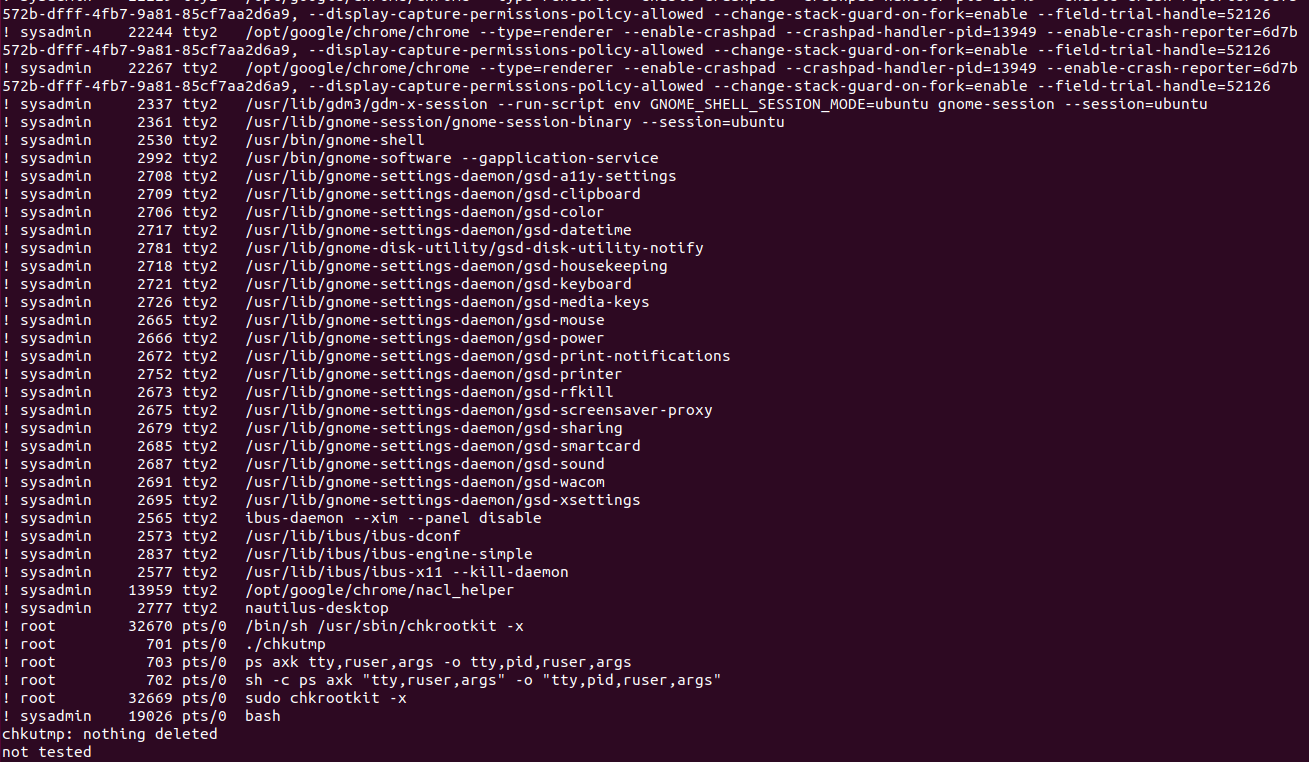 572b-dfff-4fb7-9a81-85cf7aa2d6a9, --display-capture-permissions-policy-allowed --change-stack-guard-on-fork=enable --field-trial-handle=52126
! sysadmin     22244 tty2   /opt/google/chrome/chrome --type=renderer --enable-crashpad --crashpad-handler-pid=13949 --enable-crash-reporter=6d7b
572b-dfff-4fb7-9a81-85cf7aa2d6a9, --display-capture-permissions-policy-allowed --change-stack-guard-on-fork=enable --field-trial-handle=52126
! sysadmin     22267 tty2   /opt/google/chrome/chrome --type=renderer --enable-crashpad --crashpad-handler-pid=13949 --enable-crash-reporter=6d7b
572b-dfff-4fb7-9a81-85cf7aa2d6a9, --display-capture-permissions-policy-allowed --change-stack-guard-on-fork=enable --field-trial-handle=52126
! sysadmin      2337 tty2   /usr/lib/gdm3/gdm-x-session --run-script env GNOME_SHELL_SESSION_MODE=ubuntu gnome-session --session=ubuntu
! sysadmin      2361 tty2   /usr/lib/gnome-session/gnome-session-binary --session=ubuntu
! sysadmin      2530 tty2   /usr/bin/gnome-shell
! sysadmin      2992 tty2   /usr/bin/gnome-software --gapplication-service
! sysadmin      2708 tty2   /usr/lib/gnome-settings-daemon/gsd-a11y-settings
! sysadmin      2709 tty2   /usr/lib/gnome-settings-daemon/gsd-clipboard
! sysadmin      2706 tty2   /usr/lib/gnome-settings-daemon/gsd-color
! sysadmin      2717 tty2   /usr/lib/gnome-settings-daemon/gsd-datetime
! sysadmin      2781 tty2   /usr/lib/gnome-disk-utility/gsd-disk-utility-notify
! sysadmin      2718 tty2   /usr/lib/gnome-settings-daemon/gsd-housekeeping
! sysadmin      2721 tty2   /usr/lib/gnome-settings-daemon/gsd-keyboard
! sysadmin      2726 tty2   /usr/lib/gnome-settings-daemon/gsd-media-keys
! sysadmin      2665 tty2   /usr/lib/gnome-settings-daemon/gsd-mouse
! sysadmin      2666 tty2   /usr/lib/gnome-settings-daemon/gsd-power
! sysadmin      2672 tty2   /usr/lib/gnome-settings-daemon/gsd-print-notifications
! sysadmin      2752 tty2   /usr/lib/gnome-settings-daemon/gsd-printer
! sysadmin      2673 tty2   /usr/lib/gnome-settings-daemon/gsd-rfkill
! sysadmin      2675 tty2   /usr/lib/gnome-settings-daemon/gsd-screensaver-proxy
! sysadmin      2679 tty2   /usr/lib/gnome-settings-daemon/gsd-sharing
! sysadmin      2685 tty2   /usr/lib/gnome-settings-daemon/gsd-smartcard
! sysadmin      2687 tty2   /usr/lib/gnome-settings-daemon/gsd-sound
! sysadmin      2691 tty2   /usr/lib/gnome-settings-daemon/gsd-wacom
! sysadmin      2695 tty2   /usr/lib/gnome-settings-daemon/gsd-xsettings
! sysadmin      2565 tty2   ibus-daemon --xim --panel disable
! sysadmin      2573 tty2   /usr/lib/ibus/ibus-dconf
! sysadmin      2837 tty2   /usr/lib/ibus/ibus-engine-simple
! sysadmin      2577 tty2   /usr/lib/ibus/ibus-x11 --kill-daemon
! sysadmin     13959 tty2   /opt/google/chrome/nacl_helper
! sysadmin      2777 tty2   nautilus-desktop
! root         32670 pts/0  /bin/sh /usr/sbin/chkrootkit -x
! root           701 pts/0  ./chkutmp
! root           703 pts/0  ps axk tty,ruser,args -o tty,pid,ruser,args
! root           702 pts/0  sh -c ps axk "tty,ruser,args" -o "tty,pid,ruser,args"
! root         32669 pts/0  sudo chkrootkit -x
! sysadmin     19026 pts/0  bash
chkutmp: nothing deleted
not tested